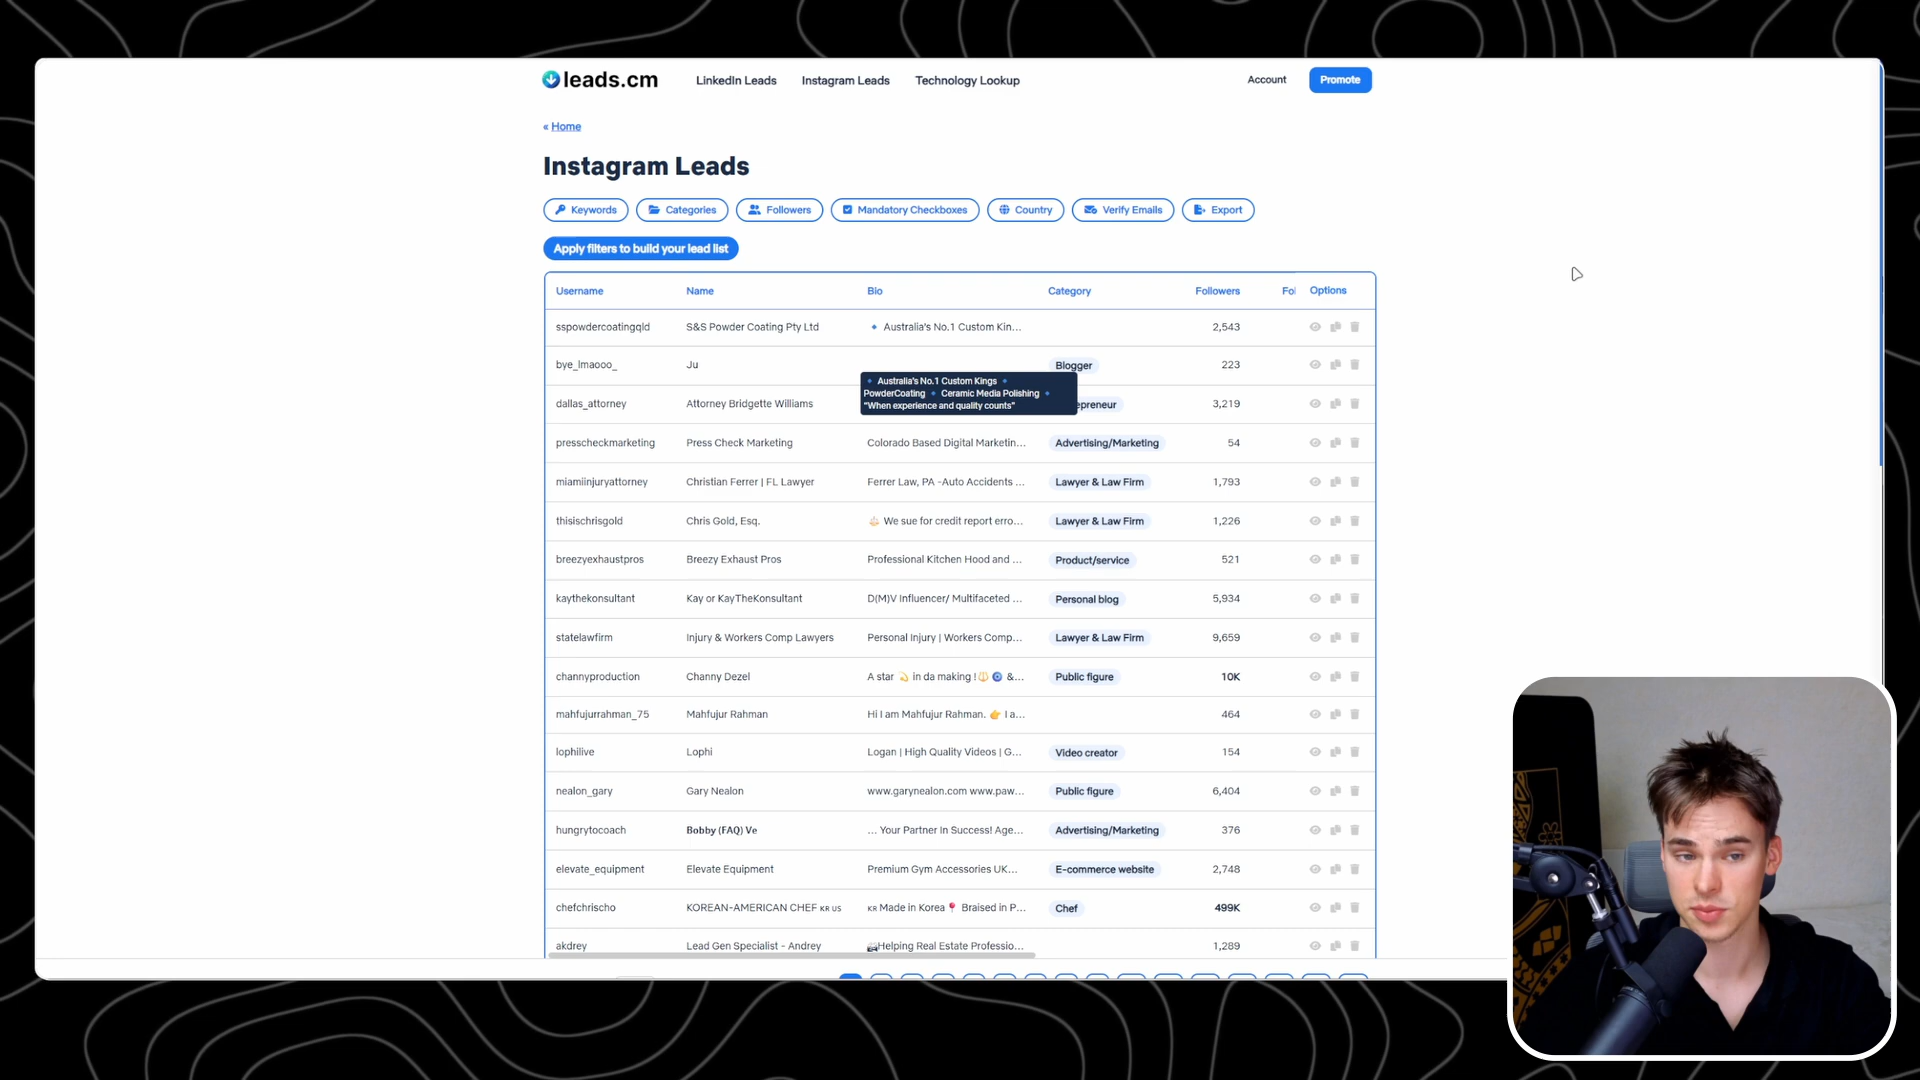 leads.cm LinkedIn Leads Instagram Leads Technology Lookup Account Promote
« Home
Instagram Leads
Keywords Categories Followers Mandatory Checkboxes Country Verify Emails Export
Apply filters to build your lead list
Username Name Bio Category Followers Fol Options
sspowdercoatingqld S&S Powder Coating Pty Ltd 🔹 Australia's No.1 Custom Kin... 2,543
bye_lmaooo_ Ju Blogger 223
🔹 Australia's No.1 Custom Kings 🔹
PowderCoating 🔹 Ceramic Media Polishing 🔹
"When experience and quality counts"
dallas_attorney Attorney Bridgette Williams epreneur 3,219
presscheckmarketing Press Check Marketing Colorado Based Digital Marketin... Advertising/Marketing 54
miamiinjuryattorney Christian Ferrer | FL Lawyer Ferrer Law, PA -Auto Accidents ... Lawyer & Law Firm 1,793
thisischrisgold Chris Gold, Esq. We sue for credit report erro... Lawyer & Law Firm 1,226
breezyexhaustpros Breezy Exhaust Pros Professional Kitchen Hood and ... Product/service 521
kaythekonsultant Kay or KayTheKonsultant D(M)V Influencer/ Multifaceted ... Personal blog 5,934
statelawfirm Injury & Workers Comp Lawyers Personal Injury | Workers Comp... Lawyer & Law Firm 9,659
channyproduction Channy Dezel A star 💫 in da making ! &... Public figure 10K
mahfujurrahman_75 Mahfujur Rahman Hi I am Mahfujur Rahman. 👉 I a... 464
lophilive Lophi Logan | High Quality Videos | G... Video creator 154
nealon_gary Gary Nealon www.garynealon.com www.paw... Public figure 6,404
hungrytocoach Bobby (FAQ) Ve ... Your Partner In Success! Age... Advertising/Marketing 376
elevate_equipment Elevate Equipment Premium Gym Accessories UK... E-commerce website 2,748
chefchrischo KOREAN-AMERICAN CHEF KR US KR Made in Korea 📍 Braised in P... Chef 499K
akdrey Lead Gen Specialist - Andrey Helping Real Estate Professio... 1,289